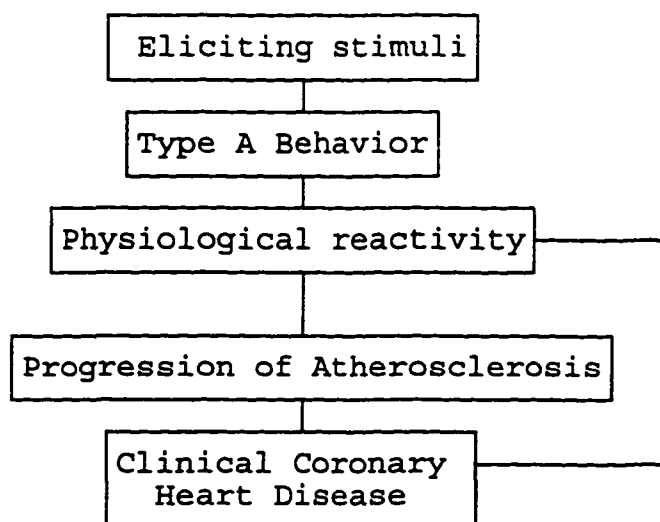 Eliciting stimuli
Type A Behavior
Physiological reactivity
Progression of Atherosclerosis
Clinical Coronary
Heart Disease